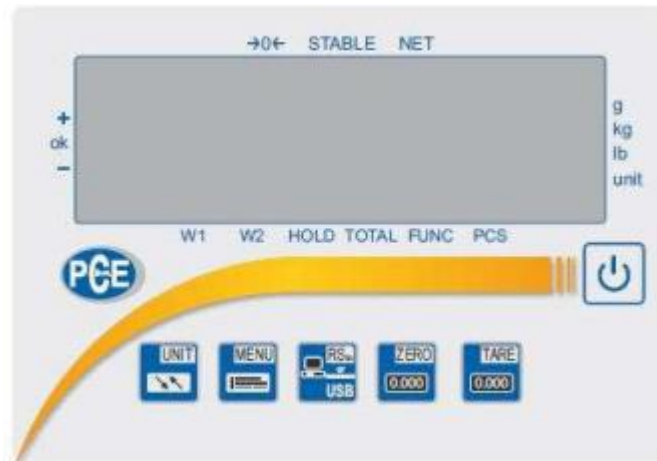 →0← STABLE NET
+
ok
−
g
kg
lb
unit
W1 W2 HOLD TOTAL FUNC PCS
PCE
UNIT MENU RS ZERO TARE
USB 0.000 0.000